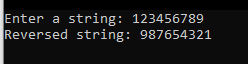 Enter a string: 123456789
Reversed string: 987654321